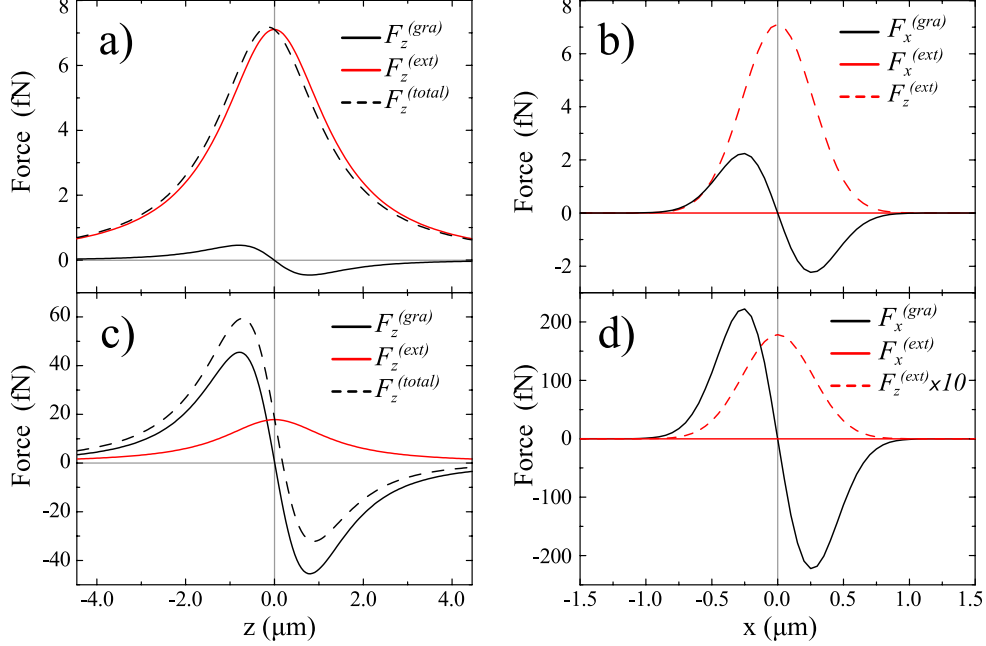 a)
F_z^(gra)
F_z^(ext)
F_z^(total)
Force (fN)
8
6
4
2
0
b)
F_x^(gra)
F_x^(ext)
F_z^(ext)
Force (fN)
8
6
4
2
0
-2
c)
F_z^(gra)
F_z^(ext)
F_z^(total)
Force (fN)
60
40
20
0
-20
-40
-4.0 -2.0 0.0 2.0 4.0
z (μm)
d)
F_x^(gra)
F_x^(ext)
F_z^(ext)×10
Force (fN)
200
100
0
-100
-200
-1.5 -1.0 -0.5 0.0 0.5 1.0 1.5
x (μm)